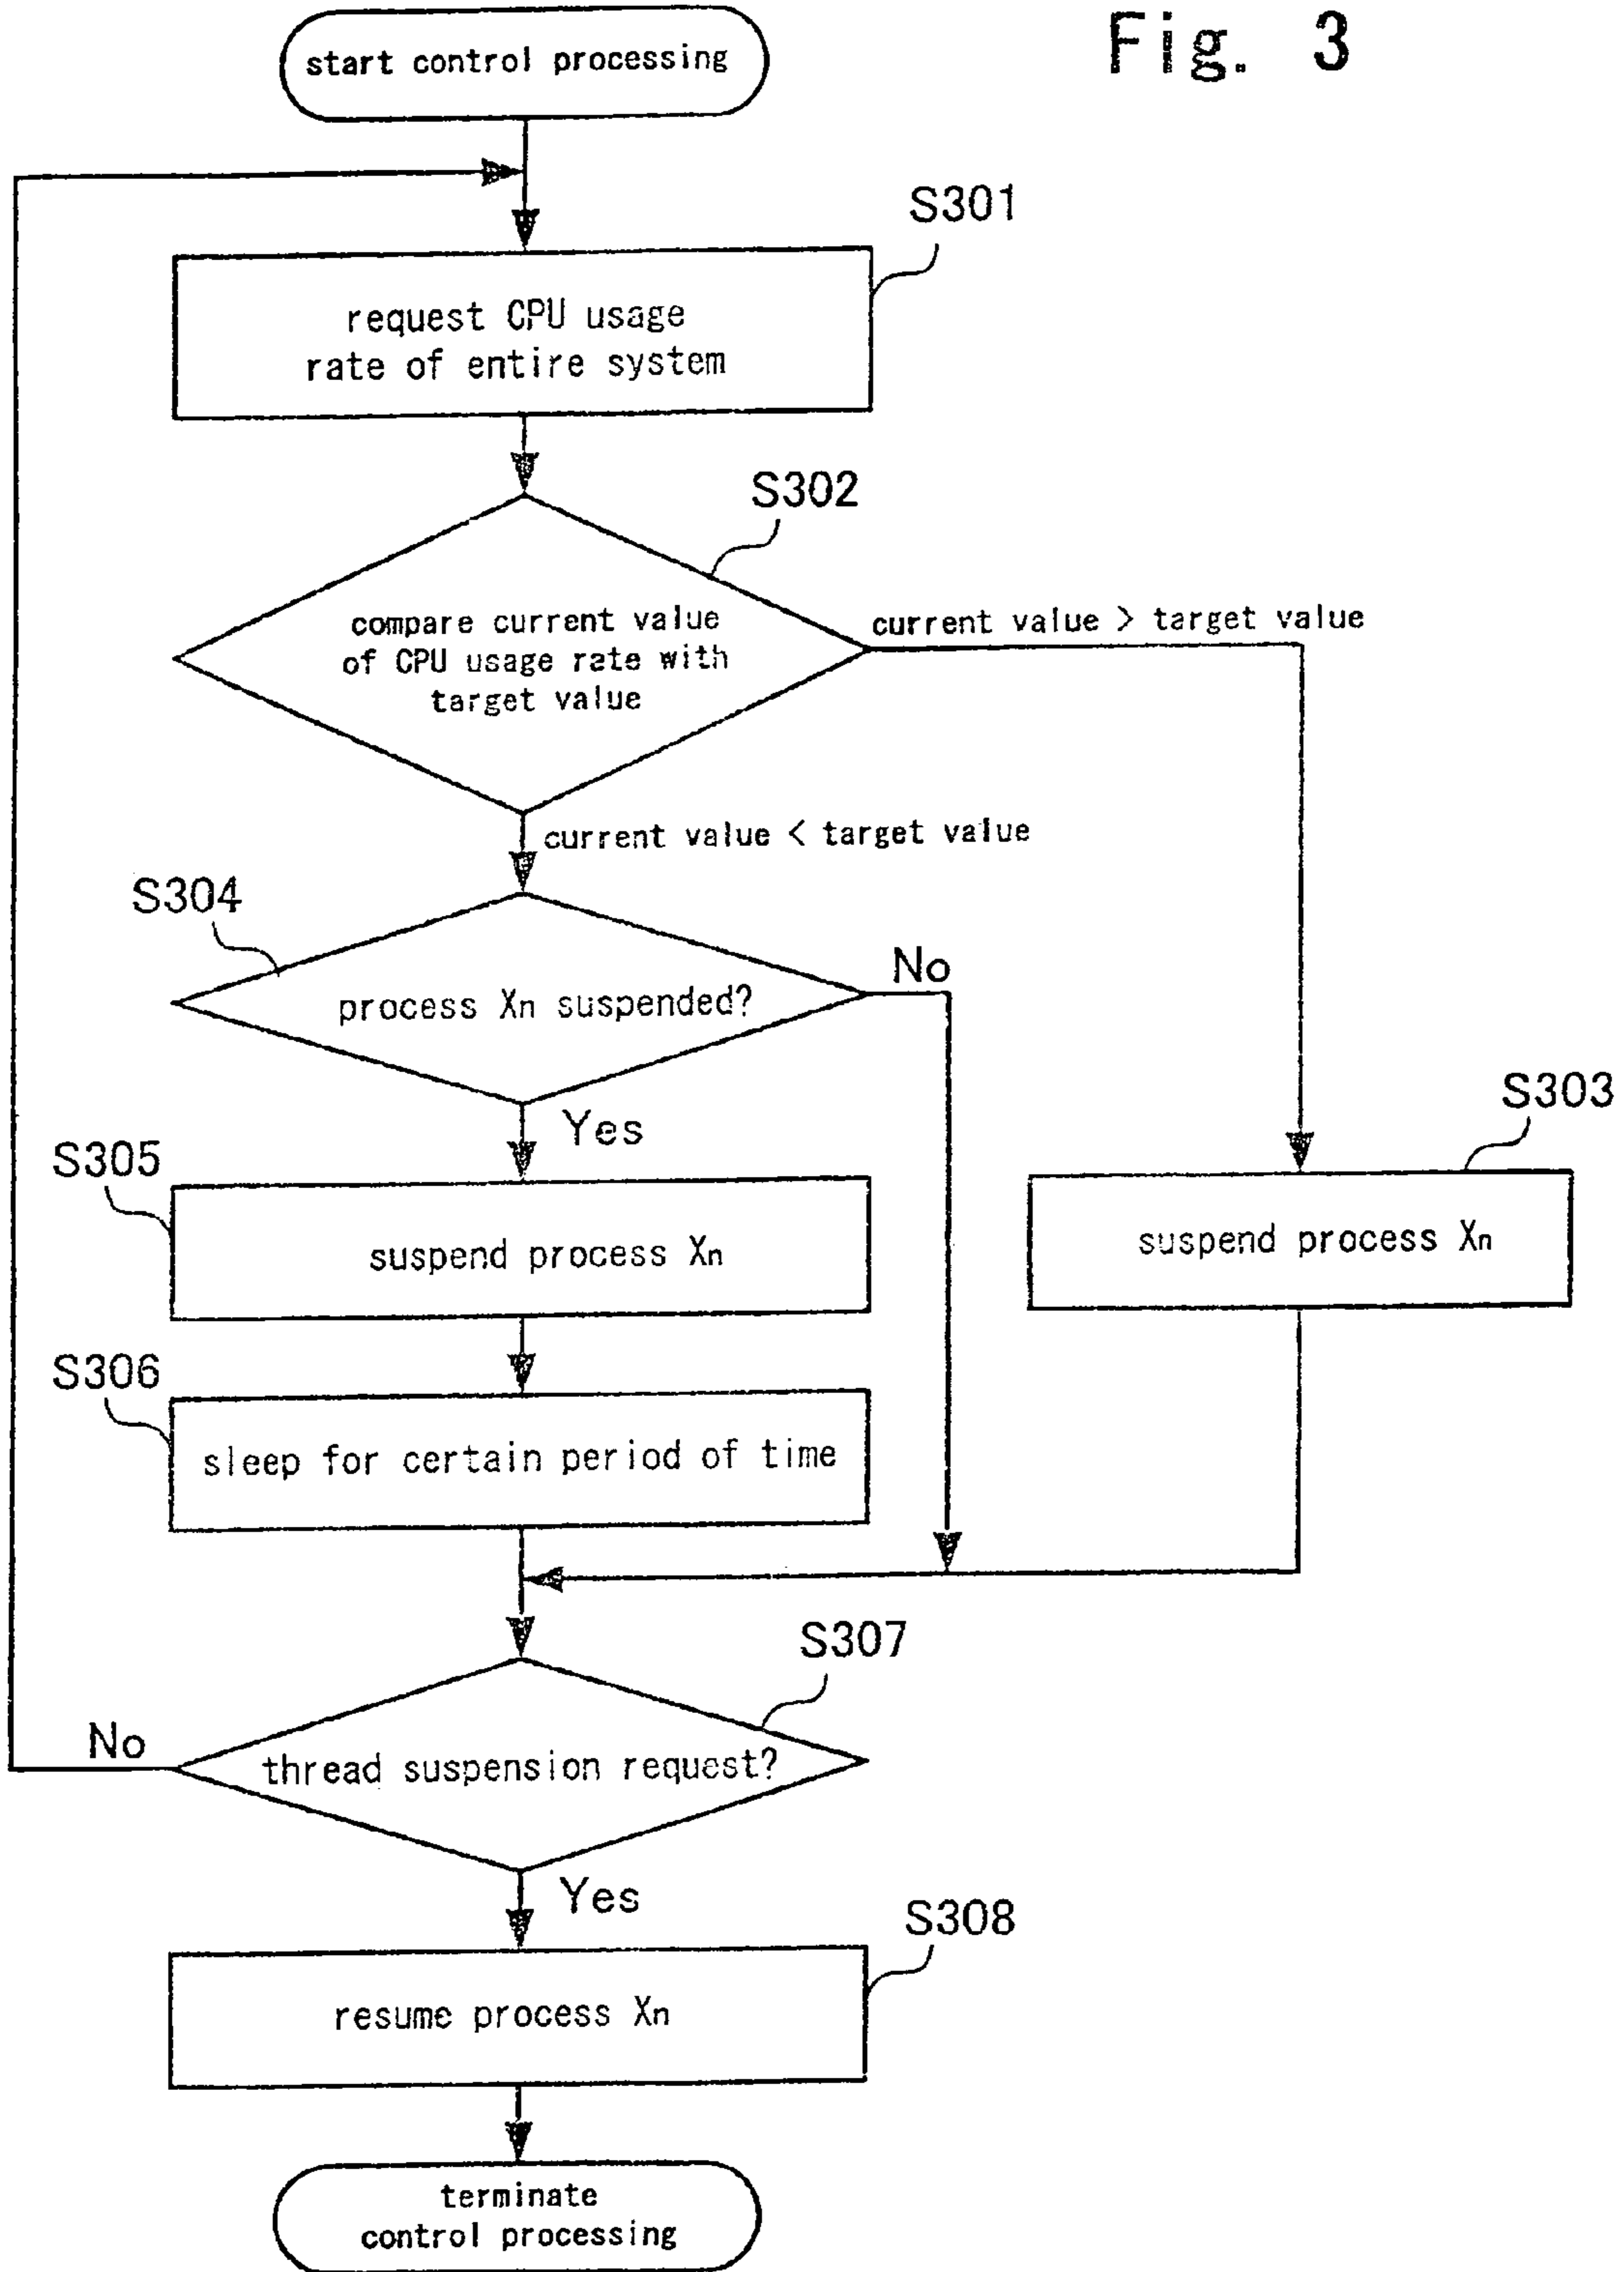 Fig. 3
start control processing
S301
request CPU usage
rate of entire system
S302
compare current value
of CPU usage rate with
target value
current value > target value
current value < target value
S304
process Xn suspended?
No
Yes
S303
suspend process Xn
S305
suspend process Xn
S306
sleep for certain period of time
S307
thread suspension request?
No
Yes
S308
resume process Xn
terminate
control processing